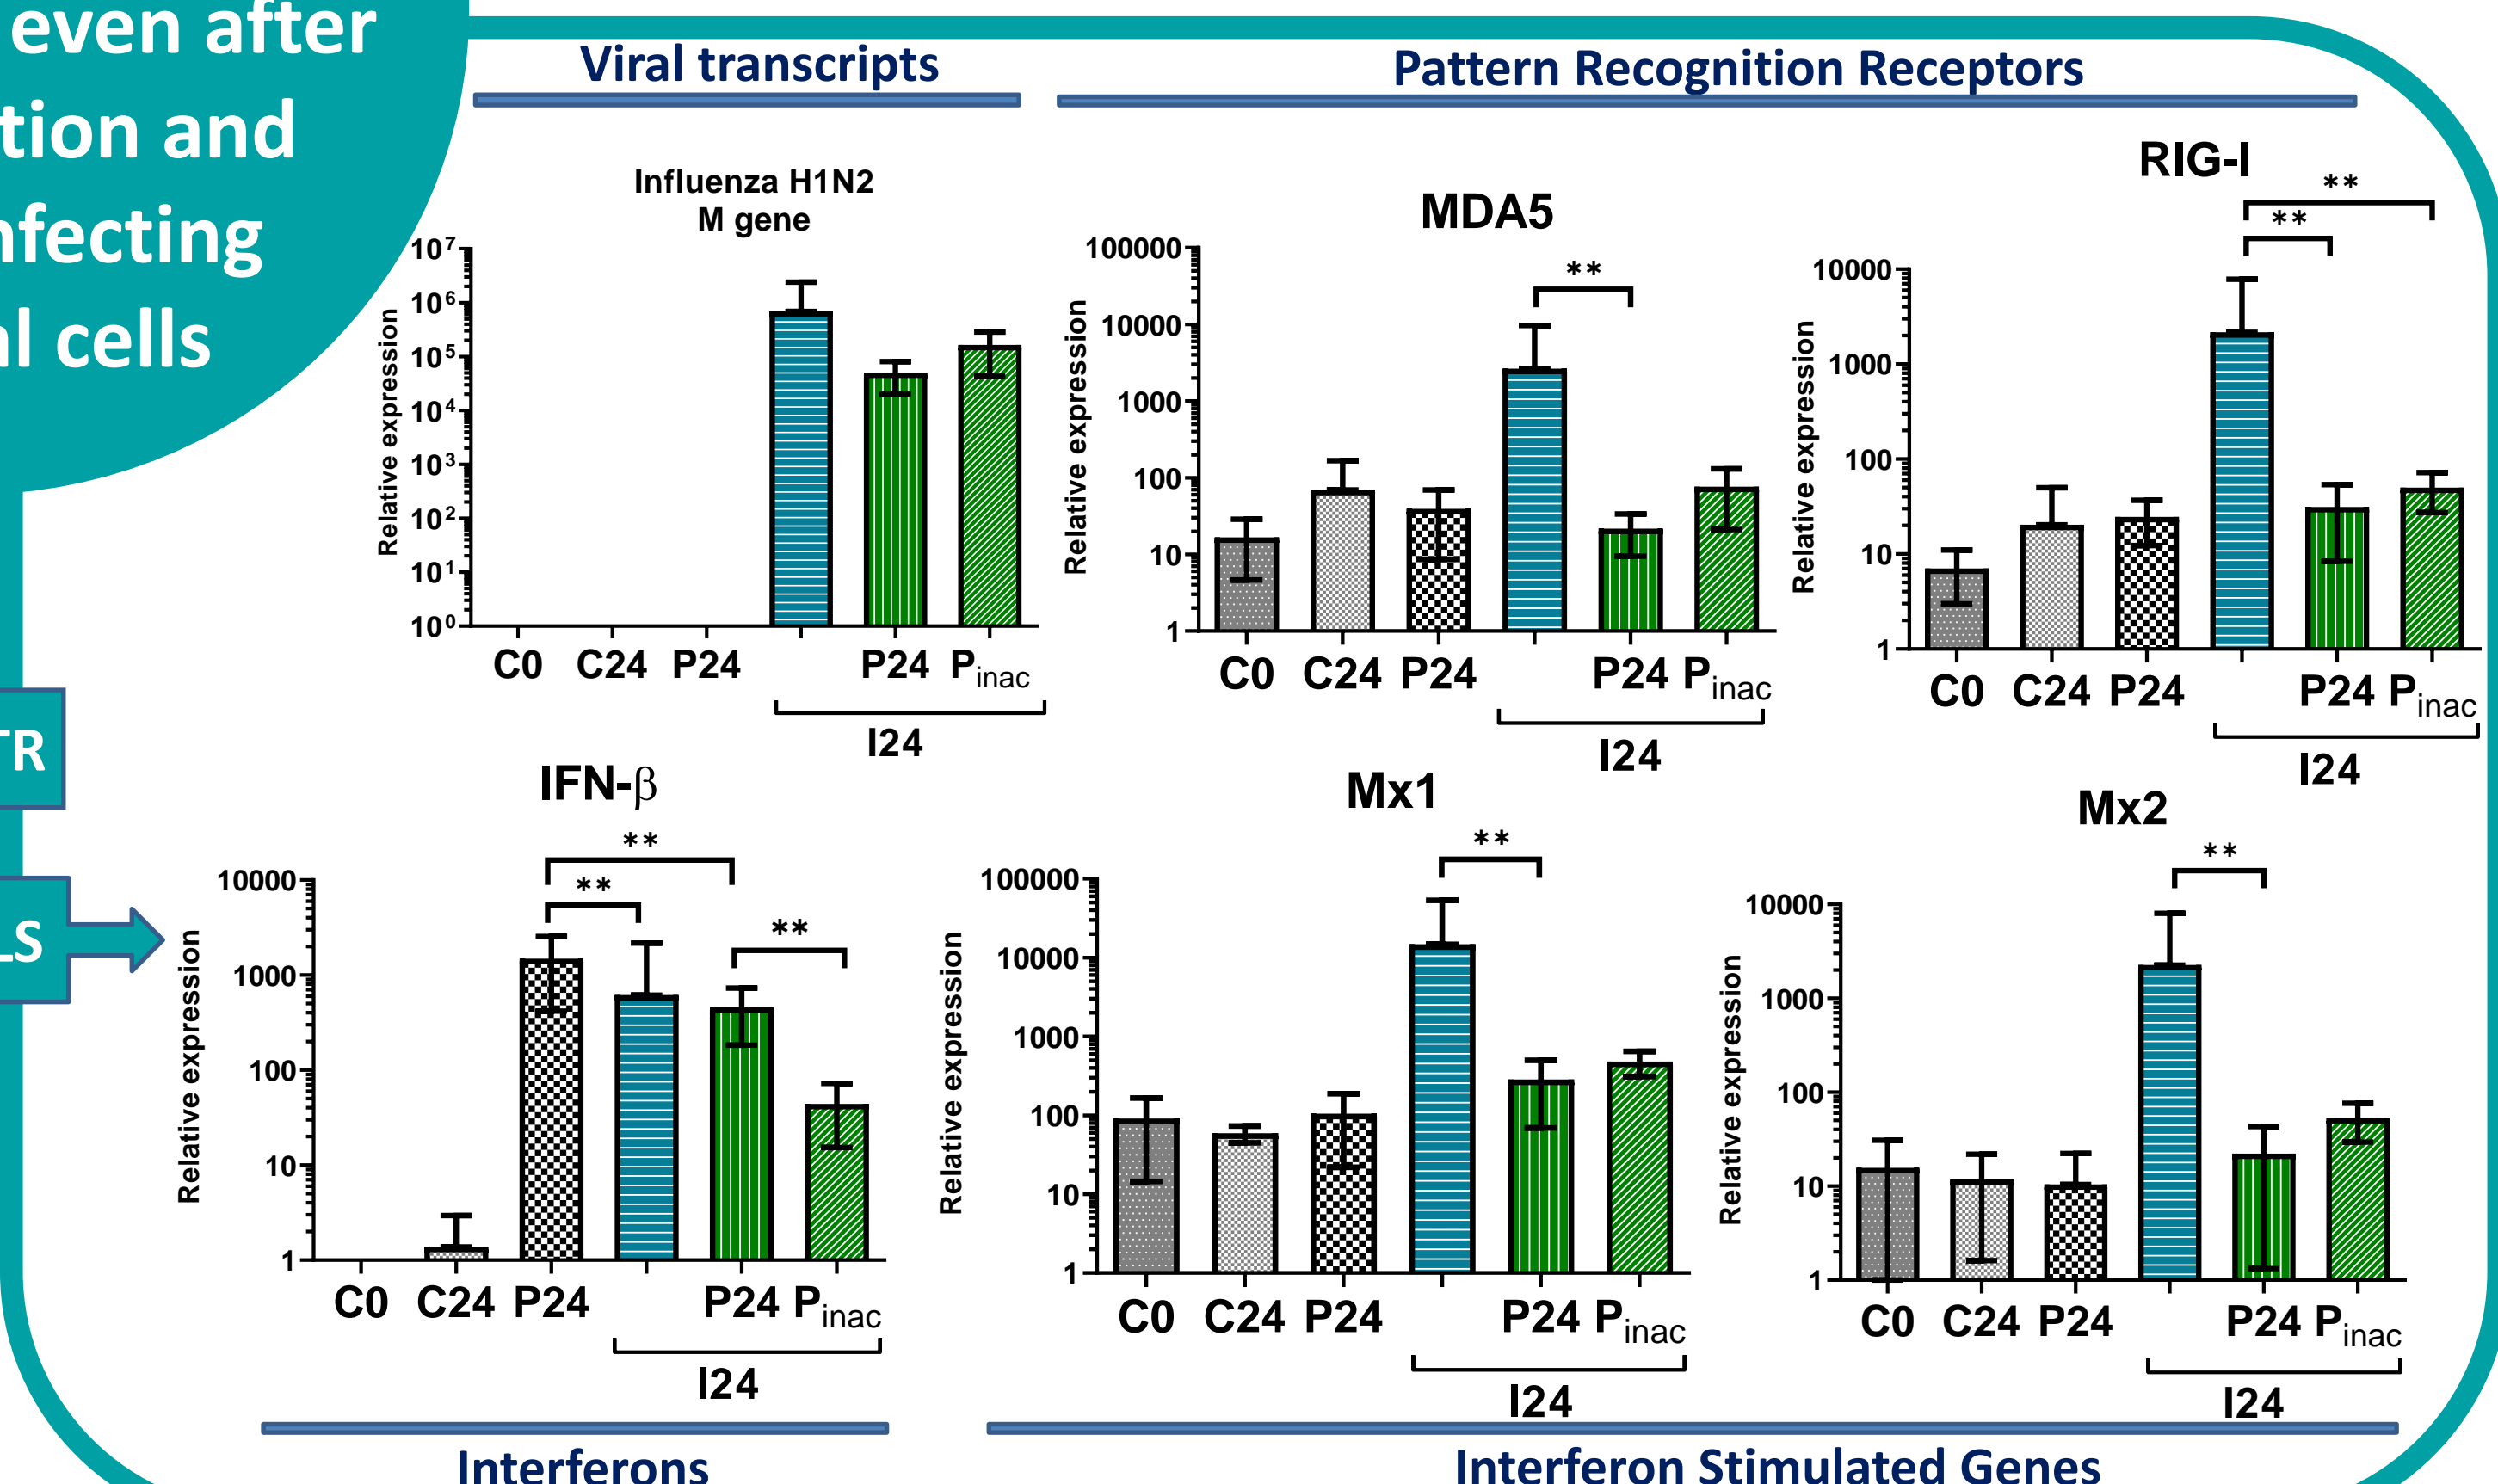 even after
tion and
nfecting
al cells
TR
LS
Viral transcripts
Influenza H1N2
M gene
Relative expression
10⁷
10⁶
10⁵
10⁴
10³
10²
10¹
10⁰
C0 C24 P24 P24 Pinac
I24
Pattern Recognition Receptors
MDA5
**
Relative expression
100000
10000
1000
100
10
1
C0 C24 P24 P24 Pinac
I24
RIG-I
**
**
Relative expression
10000
1000
100
10
1
C0 C24 P24 P24 Pinac
I24
IFN-β
**
**
**
Relative expression
10000
1000
100
10
1
C0 C24 P24 P24 Pinac
I24
Interferons
Mx1
**
Relative expression
100000
10000
1000
100
10
1
C0 C24 P24 P24 Pinac
I24
Mx2
**
Relative expression
10000
1000
100
10
1
C0 C24 P24 P24 Pinac
I24
Interferon Stimulated Genes